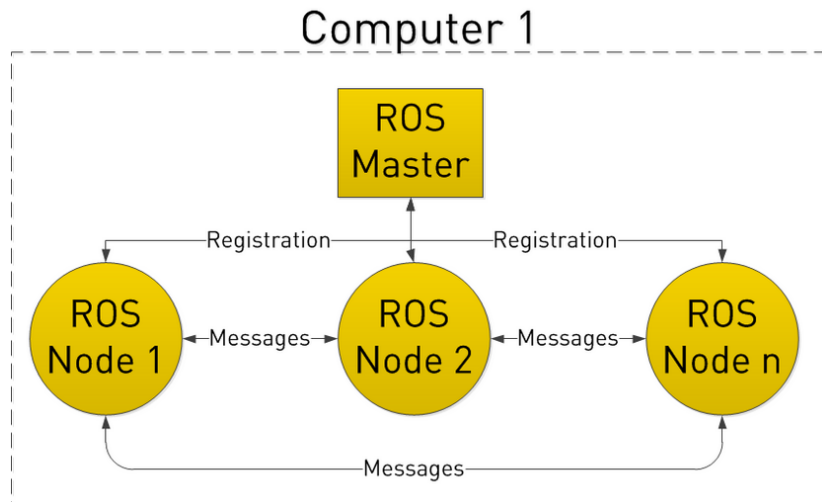 Computer 1
ROS
Master
Registration
Registration
ROS
Node 1
Messages
ROS
Node 2
Messages
ROS
Node n
Messages